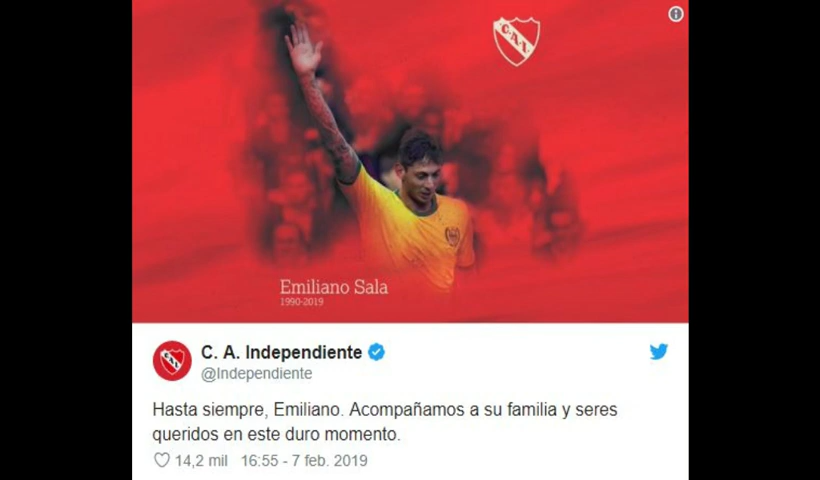 C.A.I.
Emiliano Sala
1990-2019
C. A. Independiente
@Independiente
Hasta siempre, Emiliano. Acompañamos a su familia y seres
queridos en este duro momento.
14,2 mil 16:55 - 7 feb. 2019